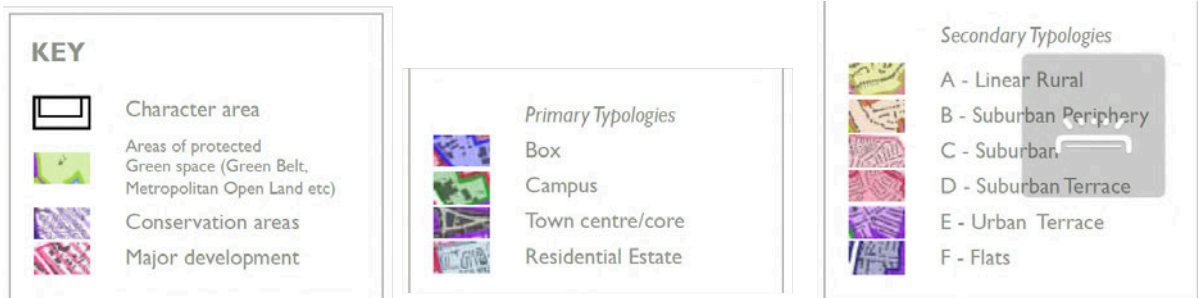 KEY
Character area
Areas of protected
Green space (Green Belt,
Metropolitan Open Land etc)
Conservation areas
Major development
Primary Typologies
Box
Campus
Town centre/core
Residential Estate
Secondary Typologies
A - Linear Rural
B - Suburban Periphery
C - Suburban
D - Suburban Terrace
E - Urban Terrace
F - Flats